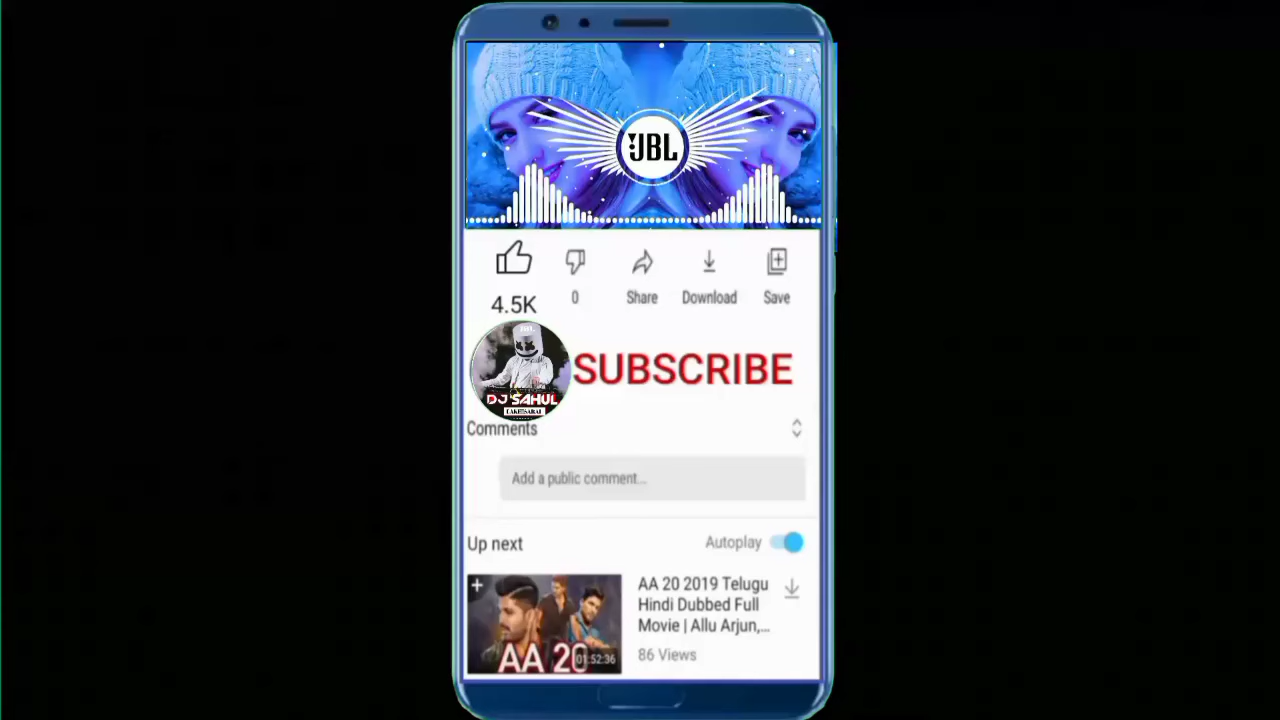 JBL
4.5K
0
Share
Download
Save
DJ SAHUL
SUBSCRIBE
Comments
Add a public comment...
Up next
Autoplay
AA 20
01:52:36
AA 20 2019 Telugu
Hindi Dubbed Full
Movie | Allu Arjun,...
86 Views